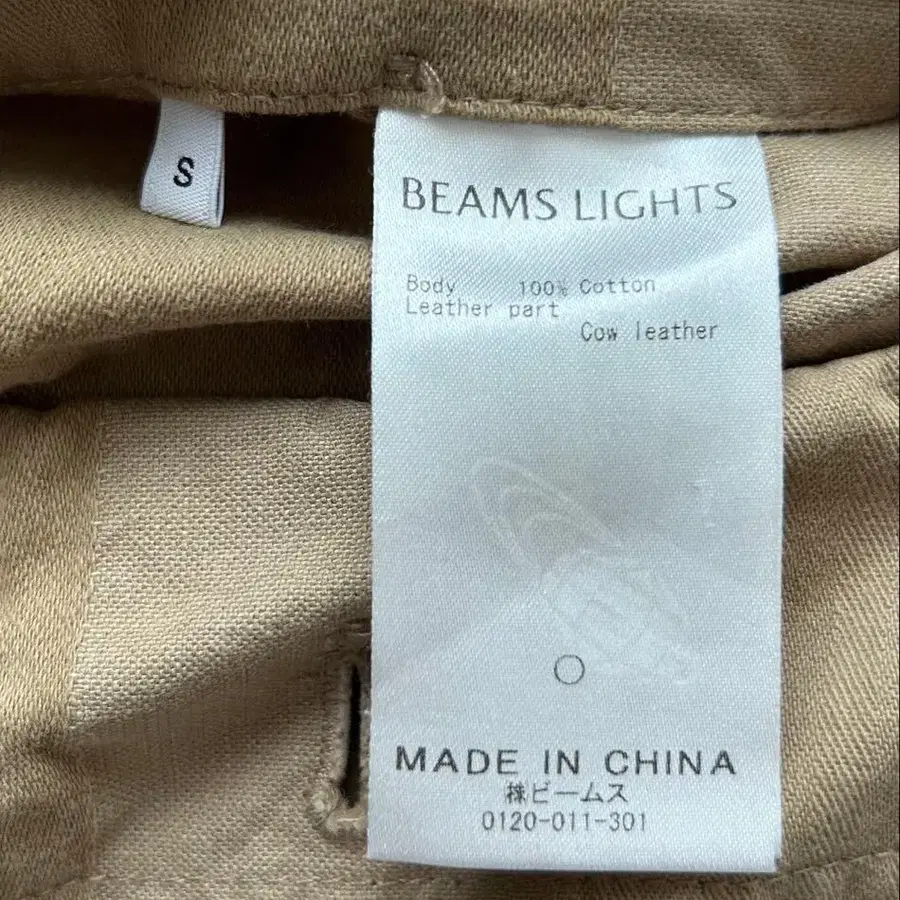 S
BEAMS LIGHTS
Body 100% Cotton
Leather part
Cow leather
MADE IN CHINA
㈱ビームス
0120-011-301